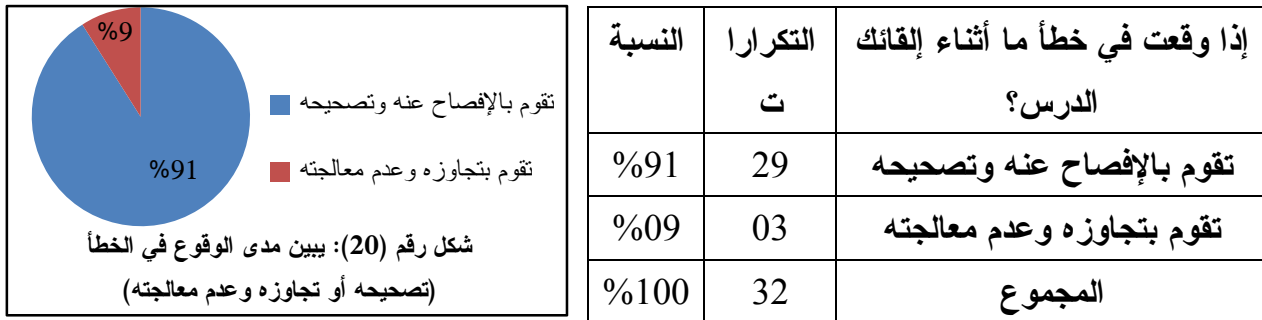 إذا وقعت في خطأ ما أثناء إلقائك الدرس؟ | التكرارا ت | النسبة
تقوم بالإفصاح عنه وتصحيحه | 29 | %91
تقوم بتجاوزه وعدم معالجته | 03 | %09
المجموع | 32 | %100
%9
تقوم بالإفصاح عنه وتصحيحه
%91
تقوم بتجاوزه وعدم معالجته
شكل رقم (20): يبين مدى الوقوع في الخطأ
(تصحيحه أو تجاوزه وعدم معالجته)